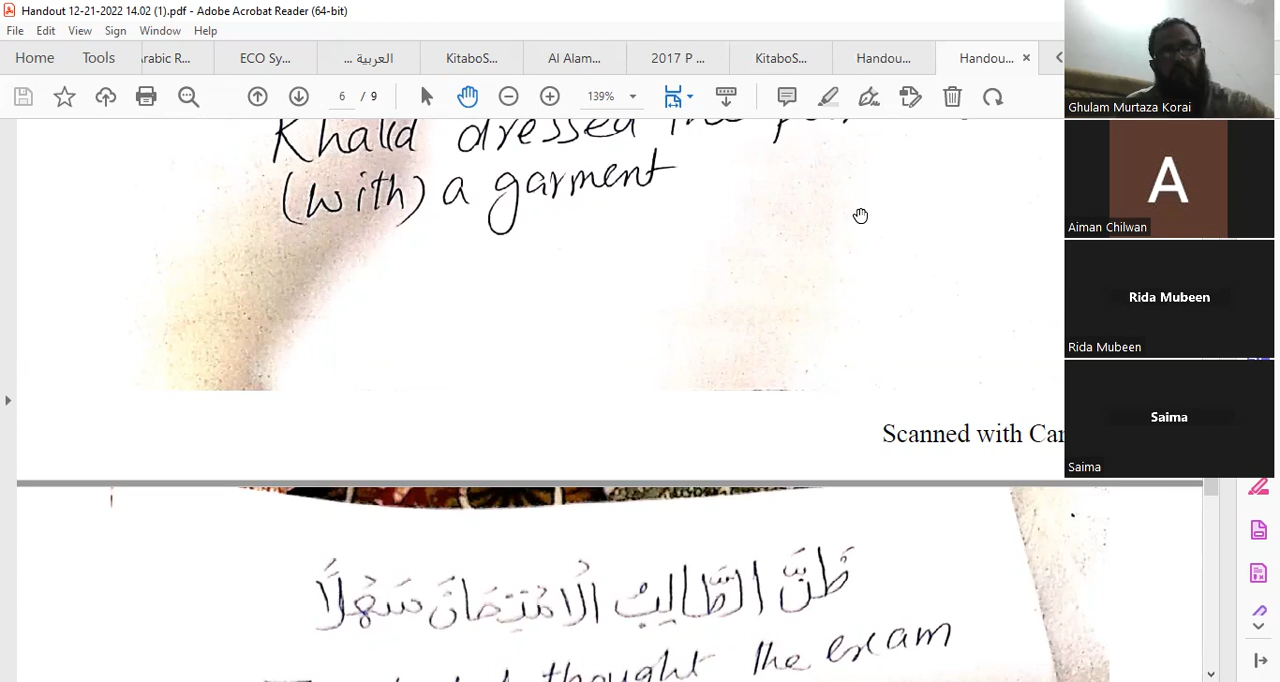 Handout 12-21-2022 14.02 (1).pdf - Adobe Acrobat Reader (64-bit)
File Edit View Sign Window Help
Home Tools Arabic R... ECO Sy... العربية ... KitaboS... Al Alam... 2017 P ... KitaboS... Handou... Handou... ×
6 / 9 139%
Ghulam Murtaza Korai
Khalid dressed the
(with) a garment
A
Aiman Chilwan
Rida Mubeen
Rida Mubeen
Scanned with
Saima
Saima
ظَنَّ الطَّالِبُ الْامْتِحَانَ سَهْلًا
thought the exam